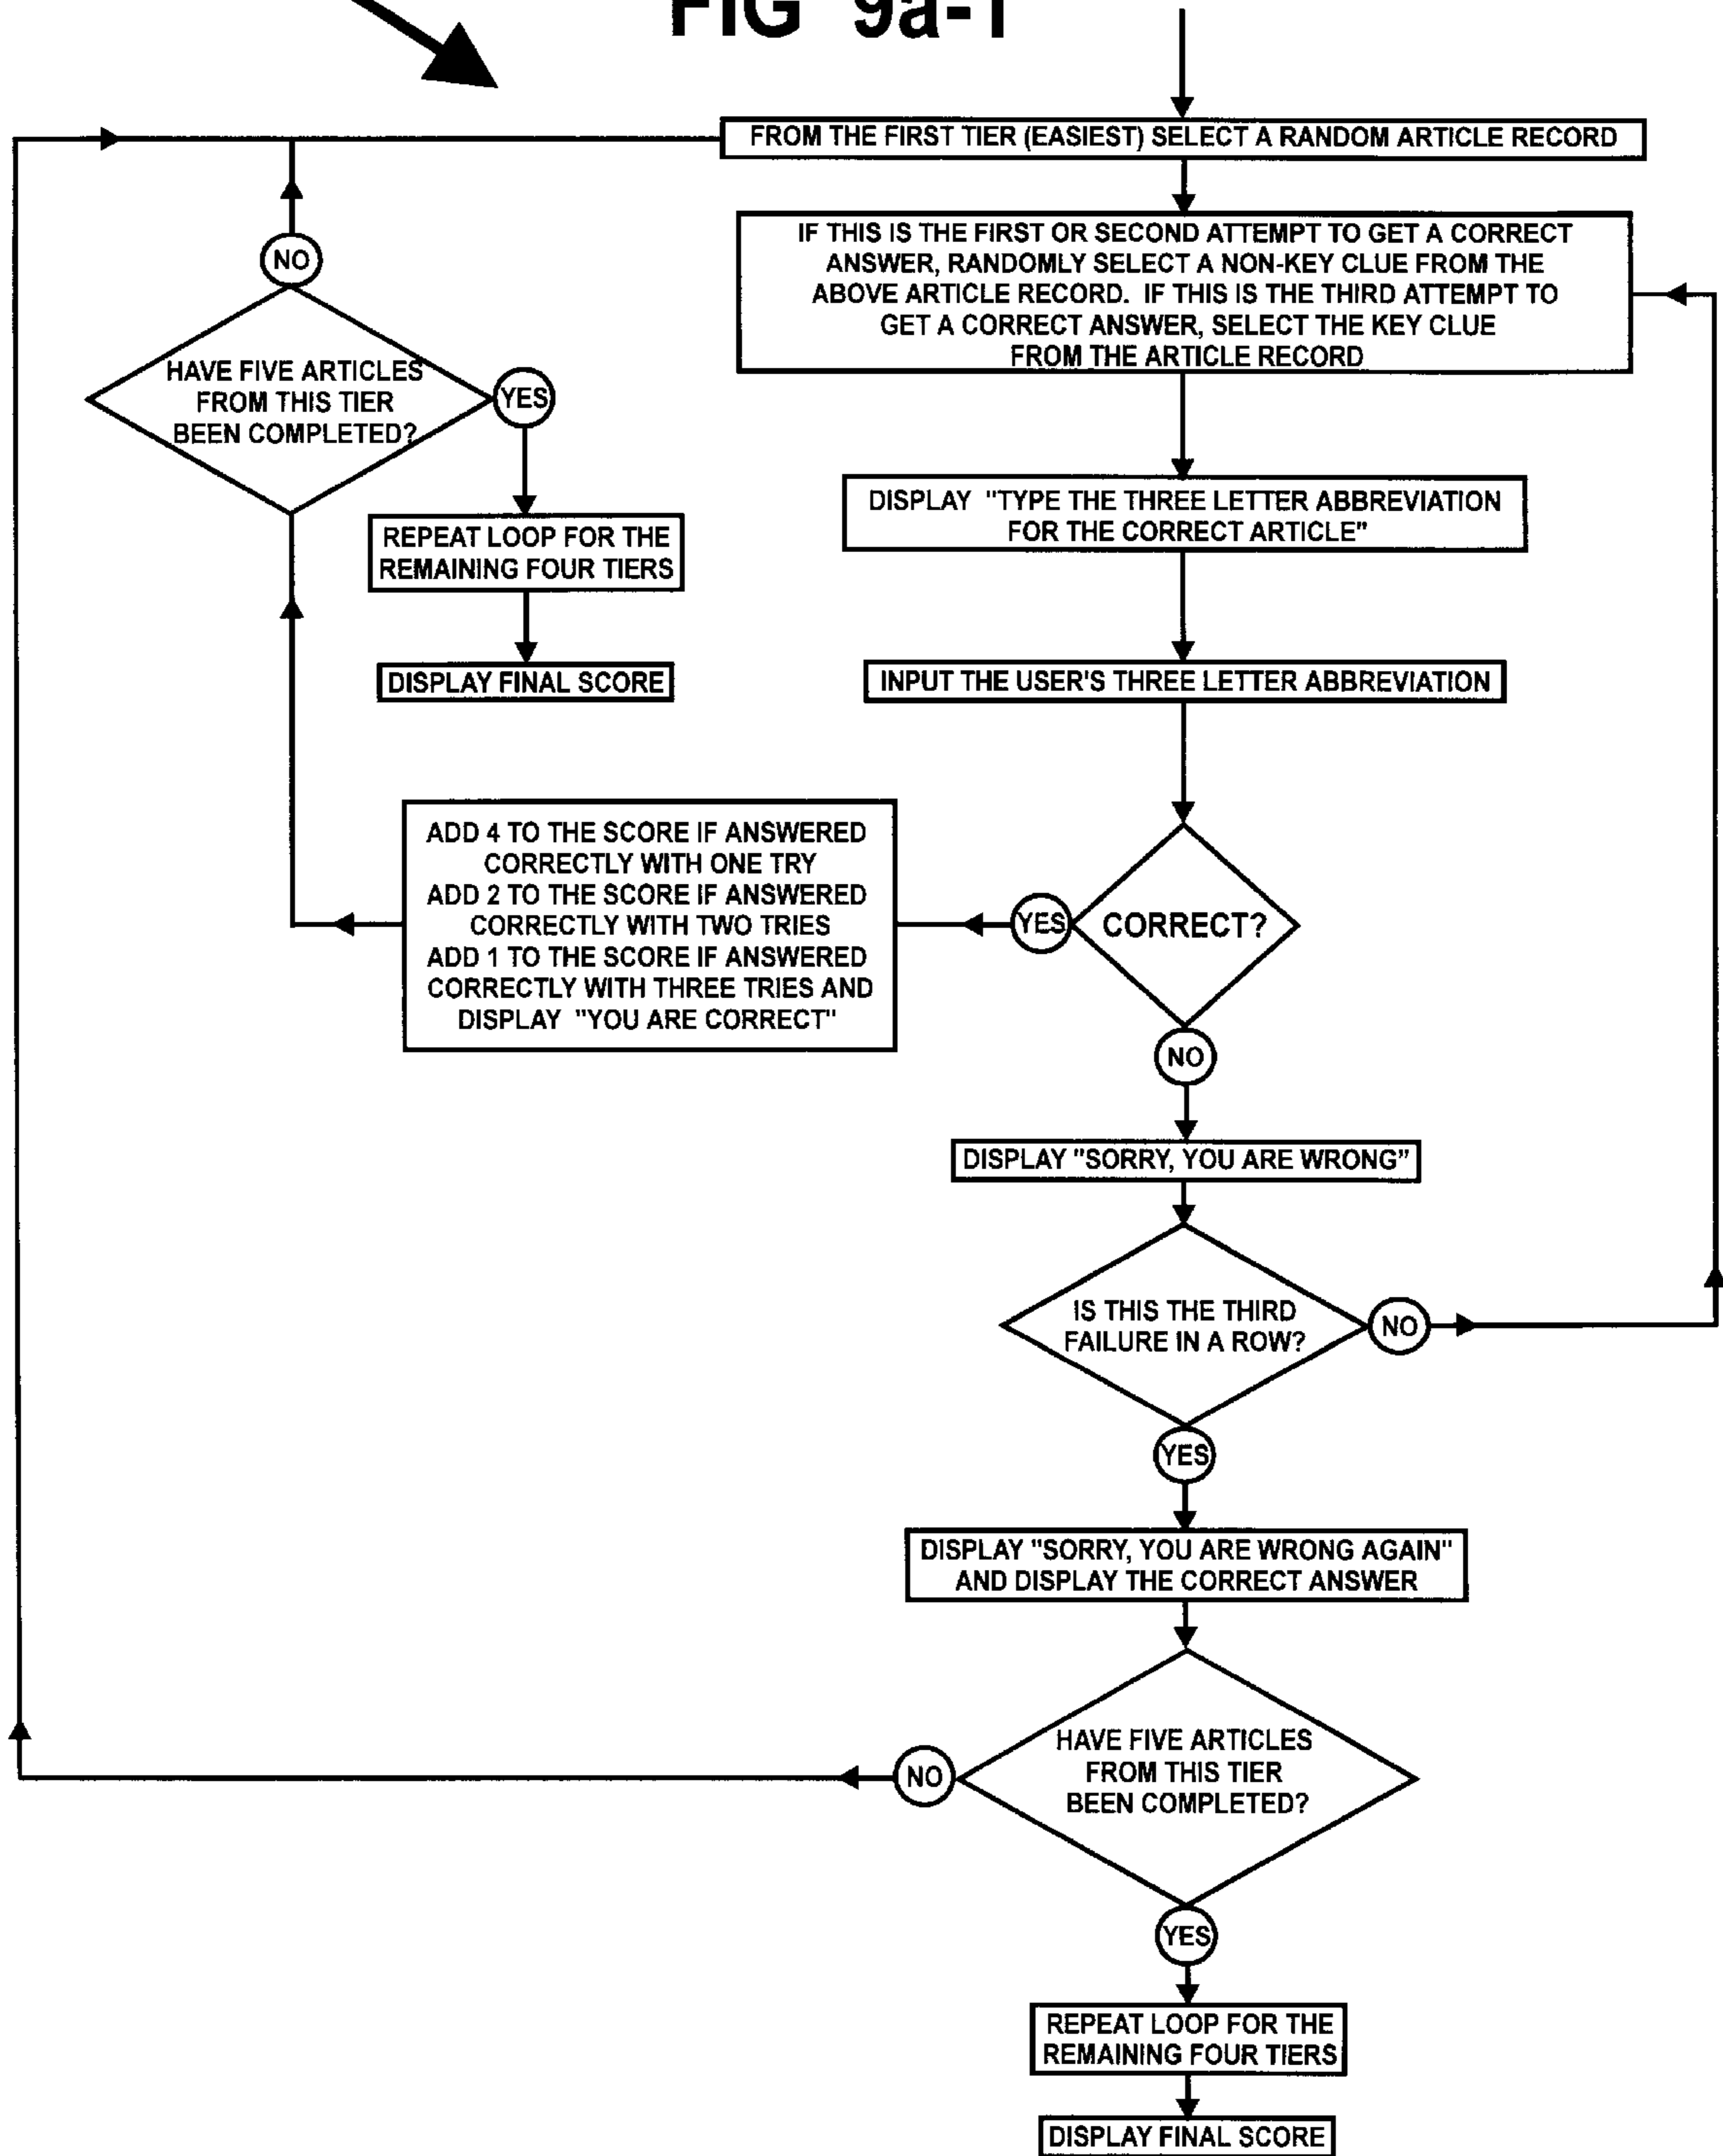 FIG 9a-1
FROM THE FIRST TIER (EASIEST) SELECT A RANDOM ARTICLE RECORD
IF THIS IS THE FIRST OR SECOND ATTEMPT TO GET A CORRECT
ANSWER, RANDOMLY SELECT A NON-KEY CLUE FROM THE
ABOVE ARTICLE RECORD. IF THIS IS THE THIRD ATTEMPT TO
GET A CORRECT ANSWER, SELECT THE KEY CLUE
FROM THE ARTICLE RECORD
NO
HAVE FIVE ARTICLES
FROM THIS TIER
BEEN COMPLETED?
YES
REPEAT LOOP FOR THE
REMAINING FOUR TIERS
DISPLAY FINAL SCORE
DISPLAY "TYPE THE THREE LETTER ABBREVIATION
FOR THE CORRECT ARTICLE"
INPUT THE USER'S THREE LETTER ABBREVIATION
ADD 4 TO THE SCORE IF ANSWERED
CORRECTLY WITH ONE TRY
ADD 2 TO THE SCORE IF ANSWERED
CORRECTLY WITH TWO TRIES
ADD 1 TO THE SCORE IF ANSWERED
CORRECTLY WITH THREE TRIES AND
DISPLAY "YOU ARE CORRECT"
YES
CORRECT?
NO
DISPLAY "SORRY, YOU ARE WRONG"
IS THIS THE THIRD
FAILURE IN A ROW?
NO
YES
DISPLAY "SORRY, YOU ARE WRONG AGAIN"
AND DISPLAY THE CORRECT ANSWER
HAVE FIVE ARTICLES
FROM THIS TIER
BEEN COMPLETED?
NO
YES
REPEAT LOOP FOR THE
REMAINING FOUR TIERS
DISPLAY FINAL SCORE